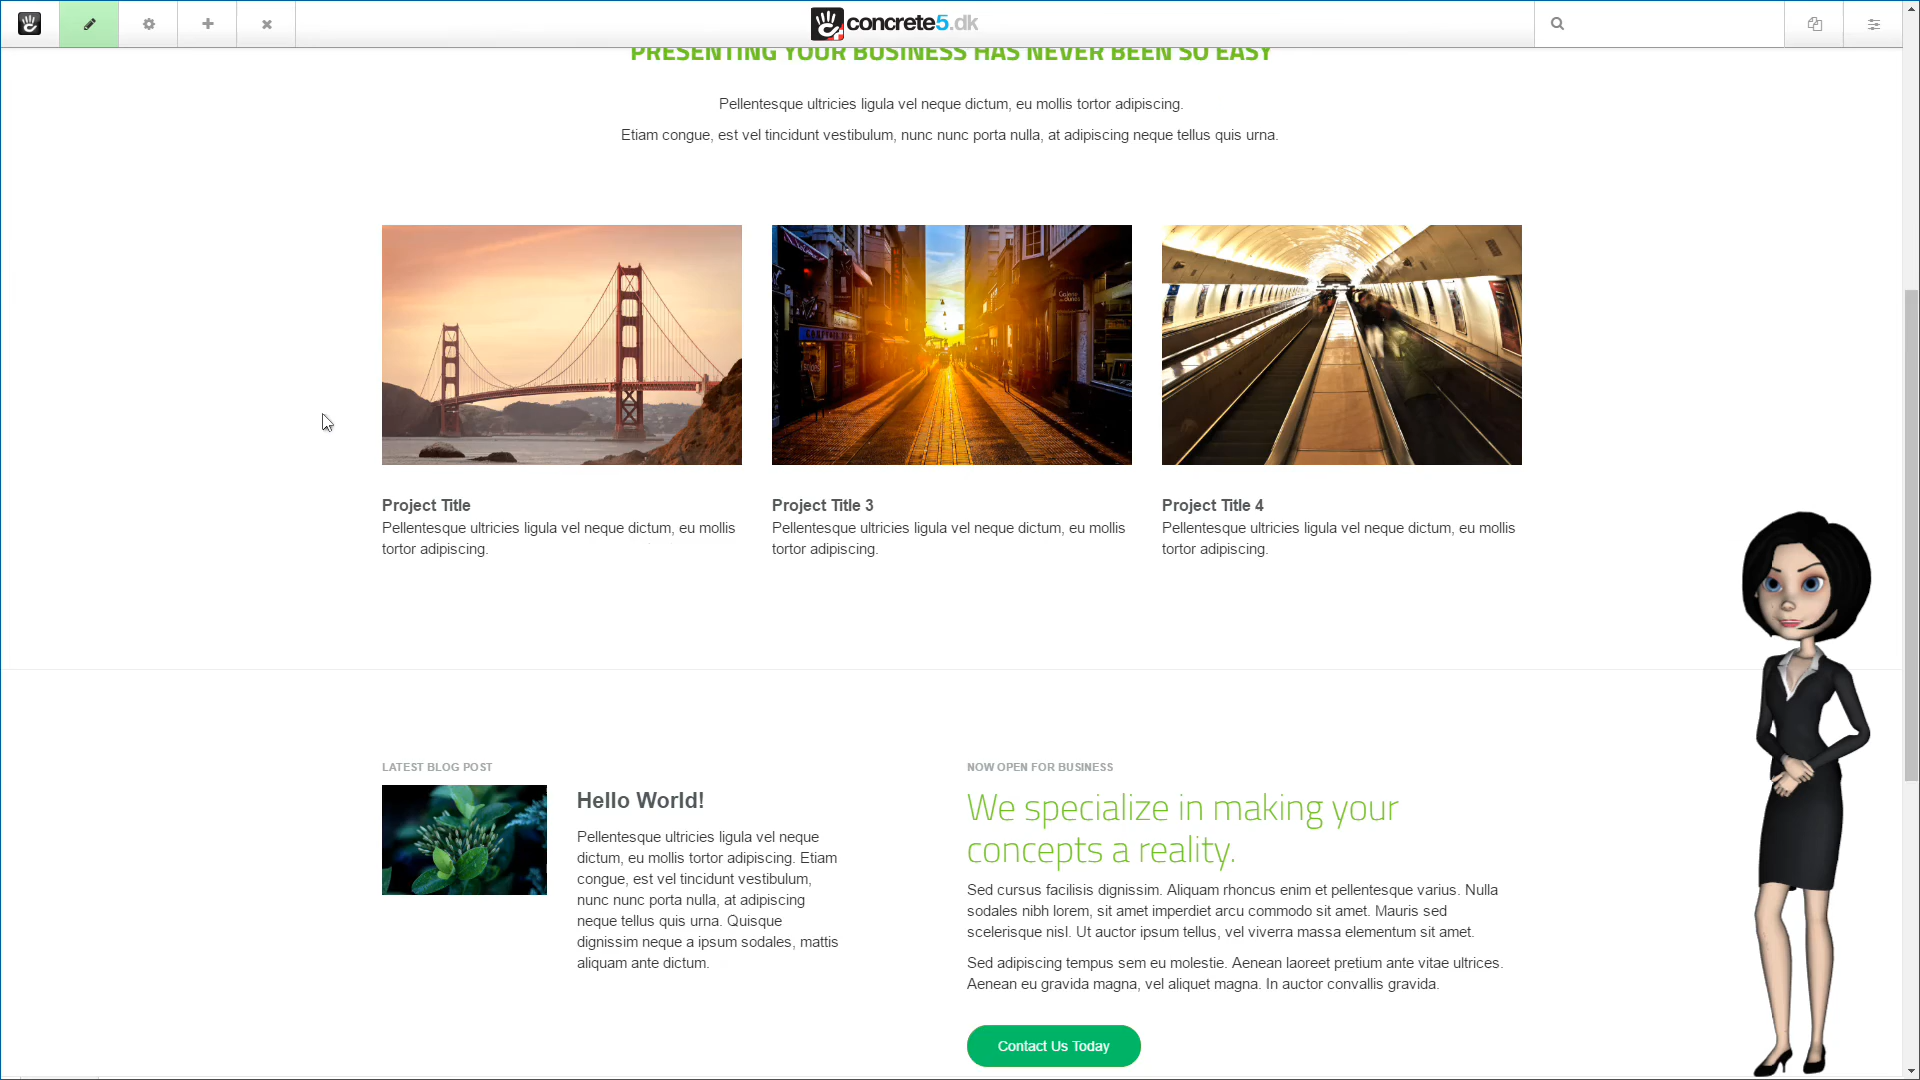 concrete5.dk
PRESENTING YOUR BUSINESS HAS NEVER BEEN SO EASY
Pellentesque ultricies ligula vel neque dictum, eu mollis tortor adipiscing.
Etiam congue, est vel tincidunt vestibulum, nunc nunc porta nulla, at adipiscing neque tellus quis urna.
Project Title
Pellentesque ultricies ligula vel neque dictum, eu mollis
tortor adipiscing.
Project Title 3
Pellentesque ultricies ligula vel neque dictum, eu mollis
tortor adipiscing.
Project Title 4
Pellentesque ultricies ligula vel neque dictum, eu mollis
tortor adipiscing.
LATEST BLOG POST
Hello World!
Pellentesque ultricies ligula vel neque
dictum, eu mollis tortor adipiscing. Etiam
congue, est vel tincidunt vestibulum,
nunc nunc porta nulla, at adipiscing
neque tellus quis urna. Quisque
dignissim neque a ipsum sodales, mattis
aliquam ante dictum.
NOW OPEN FOR BUSINESS
We specialize in making your
concepts a reality.
Sed cursus facilisis dignissim. Aliquam rhoncus enim et pellentesque varius. Nulla
sodales nibh lorem, sit amet imperdiet arcu commodo sit amet. Mauris sed
scelerisque nisl. Ut auctor ipsum tellus, vel viverra massa elementum sit amet.
Sed adipiscing tempus sem eu molestie. Aenean laoreet pretium ante vitae ultrices.
Aenean eu gravida magna, vel aliquet magna. In auctor convallis gravida.
Contact Us Today